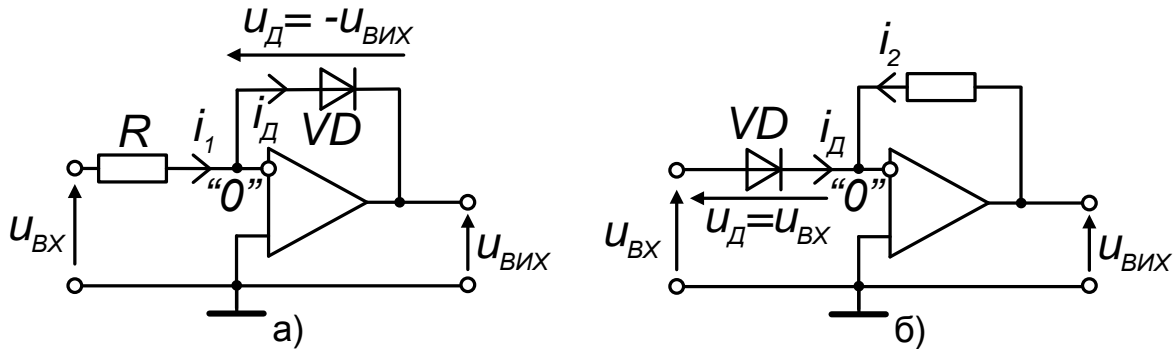 u_Д = -u_ВИХ
i_Д
VD
R
i_1
“0”
u_ВХ
u_ВИХ
а)
i_2
VD
i_Д
“0”
u_Д=u_ВХ
u_ВХ
u_ВИХ
б)